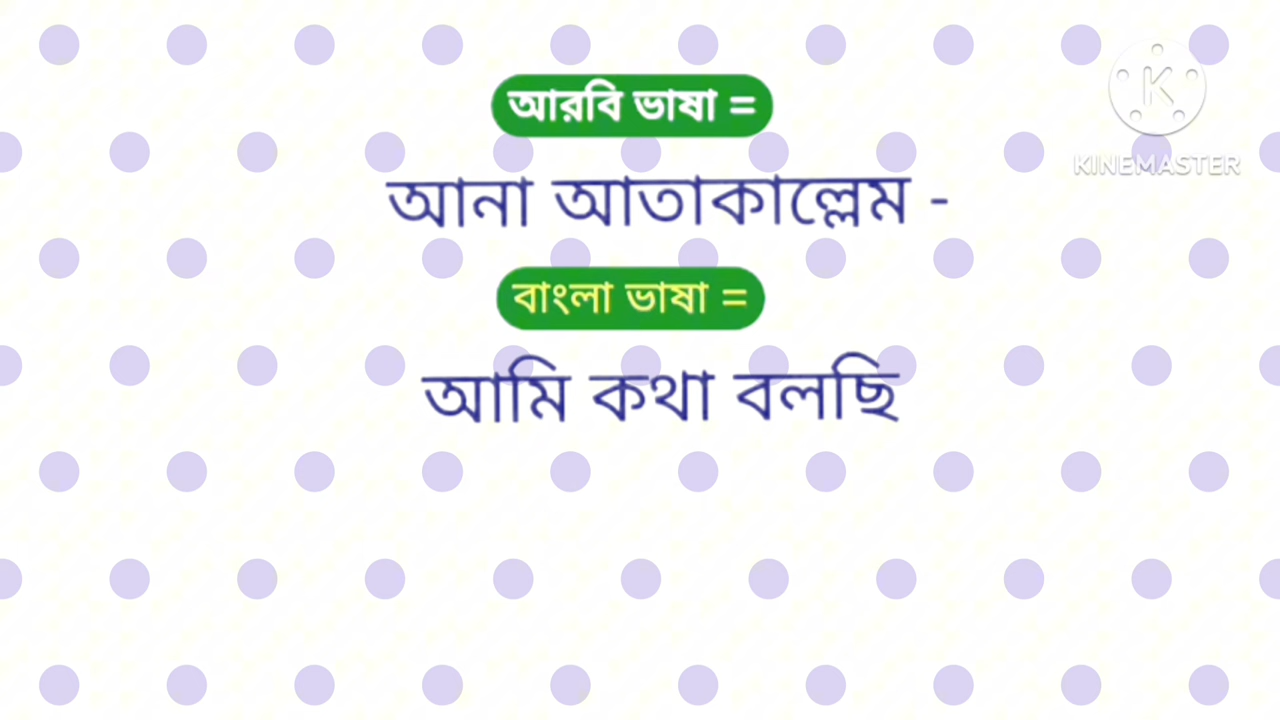 আরবি ভাষা =
K
KINEMASTER
আনা আতাকাল্লেম -
বাংলা ভাষা =
আমি কথা বলছি